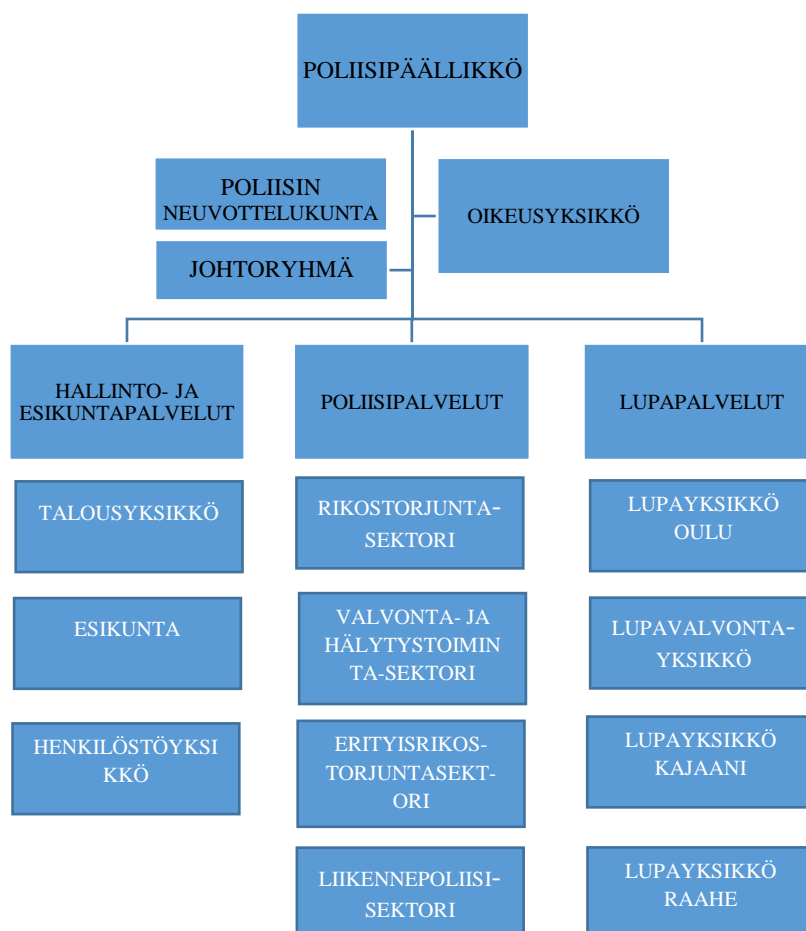 POLIISIPÄÄLLIKKÖ
POLIISIN
NEUVOTTELUKUNTA
OIKEUSYKSIKKÖ
JOHTORYHMÄ
HALLINTO- JA
ESIKUNTAPALVELUT
POLIISIPALVELUT
LUPAPALVELUT
TALOUSYKSIKKÖ
ESIKUNTA
HENKILÖSTÖYKSI
KKÖ
RIKOSTORJUNTA-
SEKTORI
VALVONTA- JA
HÄLYTYSTOIMIN
TA-SEKTORI
ERITYISRIKOS-
TORJUNTASEKT-
ORI
LIIKENNEPOLIISI-
SEKTORI
LUPAYKSIKKÖ
OULU
LUPAVALVONTA-
YKSIKKÖ
LUPAYKSIKKÖ
KAJAANI
LUPAYKSIKKÖ
RAAHE